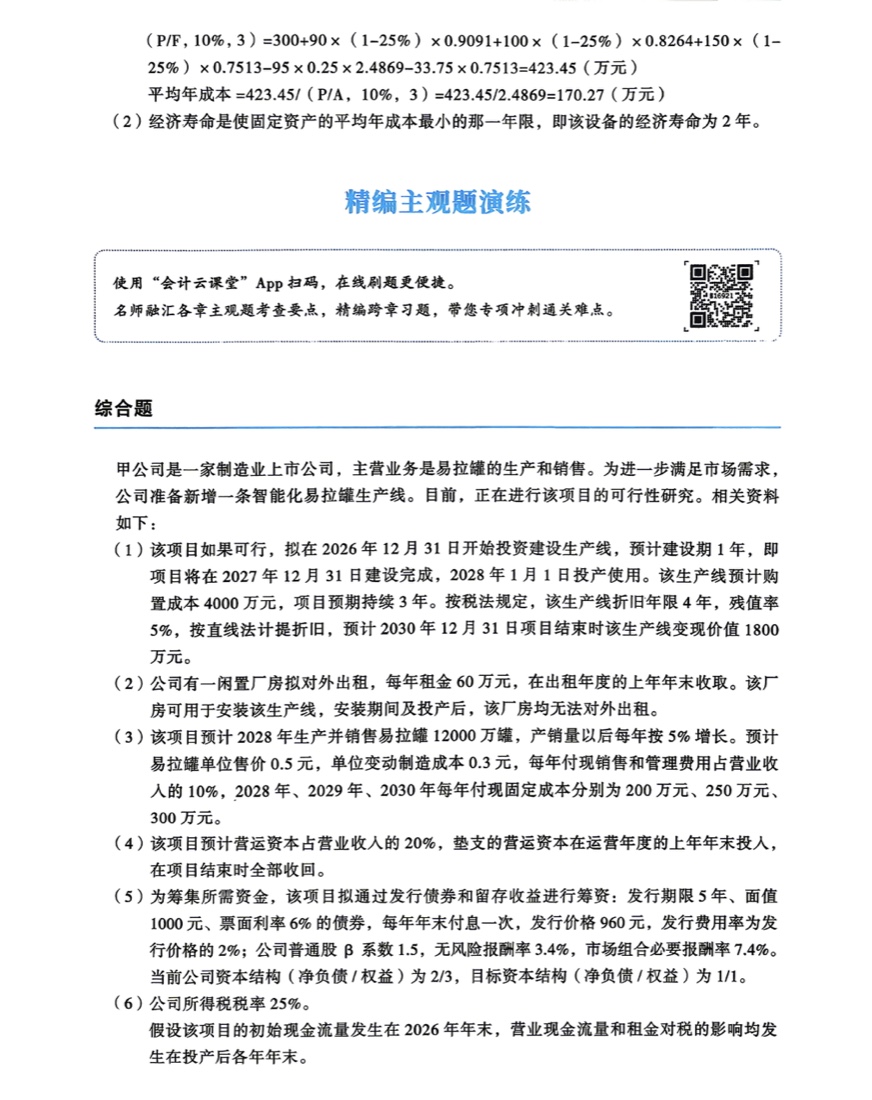 (P/F, 10%, 3)=300+90×(1-25%)×0.9091+100×(1-25%)×0.8264+150×(1-
25%)×0.7513-95×0.25×2.4869-33.75×0.7513=423.45(万元)
平均年成本=423.45/(P/A, 10%, 3)=423.45/2.4869=170.27(万元)
(2)经济寿命是使固定资产的平均年成本最小的那一年限,即该设备的经济寿命为2年。
精编主观题演练
使用“会计云课堂”App扫码,在线刷题更便捷。
名师融汇各章主观题考查要点,精编跨章习题,带您专项冲刺通关难点。
综合题
甲公司是一家制造业上市公司,主营业务是易拉罐的生产和销售。为进一步满足市场需求,
公司准备新增一条智能化易拉罐生产线。目前,正在进行该项目的可行性研究。相关资料
如下:
(1)该项目如果可行,拟在2026年12月31日开始投资建设生产线,预计建设期1年,即
项目将在2027年12月31日建设完成,2028年1月1日投产使用。该生产线预计购
置成本4000万元,项目预期持续3年。按税法规定,该生产线折旧年限4年,残值率
5%,按直线法计提折旧,预计2030年12月31日项目结束时该生产线变现价值1800
万元。
(2)公司有一闲置厂房拟对外出租,每年租金60万元,在出租年度的上年年末收取。该厂
房可用于安装该生产线,安装期间及投产后,该厂房均无法对外出租。
(3)该项目预计2028年生产并销售易拉罐12000万罐,产销量以后每年按5%增长。预计
易拉罐单位售价0.5元,单位变动制造成本0.3元,每年付现销售和管理费用占营业收
入的10%,2028年、2029年、2030年每年付现固定成本分别为200万元、250万元、
300万元。
(4)该项目预计营运资本占营业收入的20%,垫支的营运资本在运营年度的上年年末投入,
在项目结束时全部收回。
(5)为筹集所需资金,该项目拟通过发行债券和留存收益进行筹资:发行期限5年、面值
1000元、票面利率6%的债券,每年年末付息一次,发行价格960元,发行费用率为发
行价格的2%;公司普通股β系数1.5,无风险报酬率3.4%,市场组合必要报酬率7.4%。
当前公司资本结构(净负债/权益)为2/3,目标资本结构(净负债/权益)为1/1。
(6)公司所得税税率25%。
假设该项目的初始现金流量发生在2026年年末,营业现金流量和租金对税的影响均发
生在投产后各年年末。